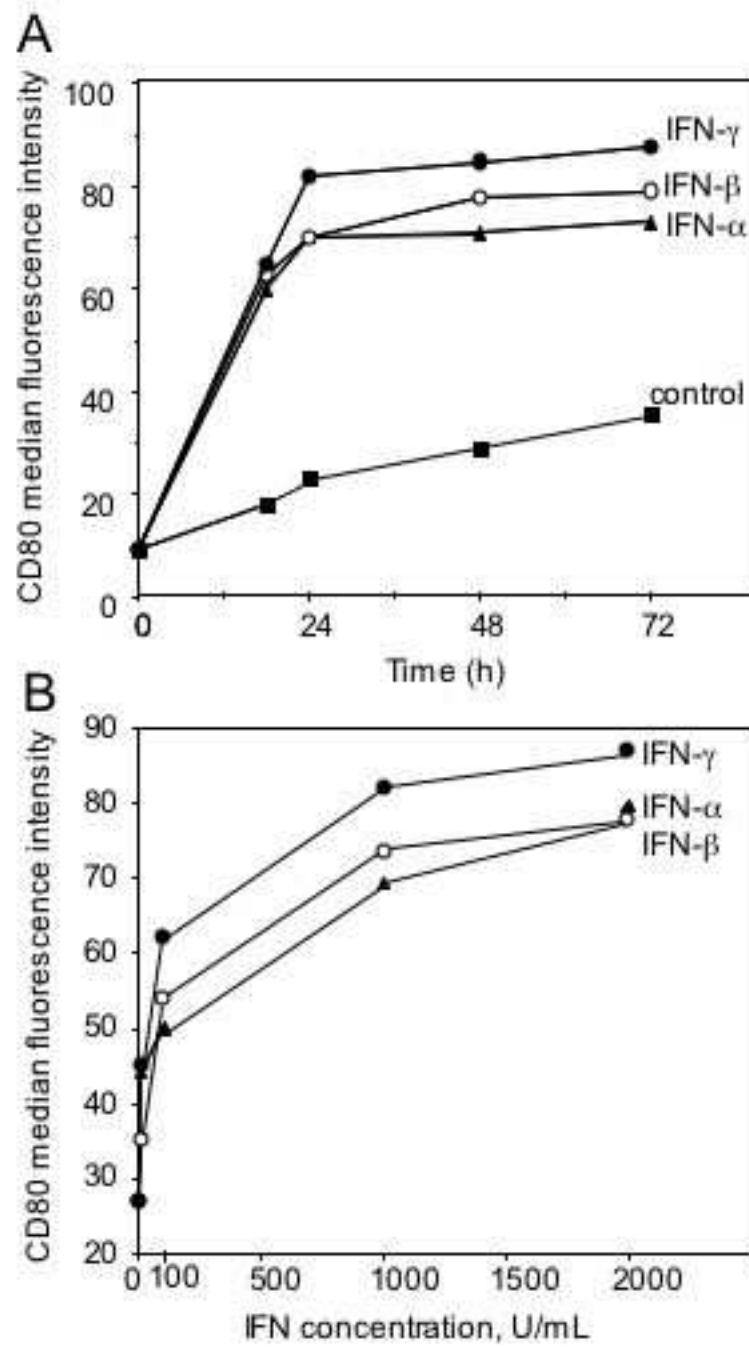 A
CD80 median fluorescence intensity
100
80
60
40
20
0
IFN-γ
IFN-β
IFN-α
control
0
24
48
72
Time (h)
B
CD80 median fluorescence intensity
90
80
70
60
50
40
30
20
IFN-γ
IFN-α
IFN-β
0 100 500 1000 1500 2000
IFN concentration, U/mL